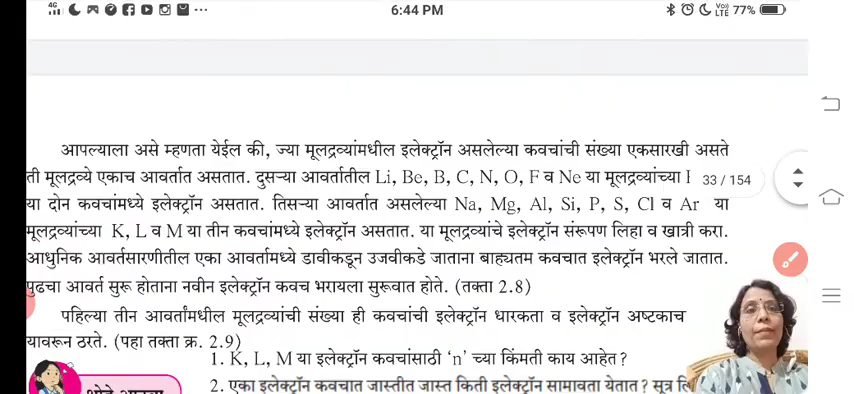 4G 6:44 PM Vo) LTE 77%
आपल्याला असे म्हणता येईल की, ज्या मूलद्रव्यांमधील इलेक्ट्रॉन असलेल्या कवचांची संख्या एकसारखी असते
ती मूलद्रव्ये एकाच आवर्तात असतात. दुसऱ्या आवर्तातील Li, Be, B, C, N, O, F व Ne या मूलद्रव्यांच्या
33 / 154
या दोन कवचांमध्ये इलेक्ट्रॉन असतात. तिसऱ्या आवर्तात असलेल्या Na, Mg, Al, Si, P, S, Cl व Ar या
मूलद्रव्यांच्या K, L व M या तीन कवचांमध्ये इलेक्ट्रॉन असतात. या मूलद्रव्यांचे इलेक्ट्रॉन संरूपण लिहा व खात्री करा.
आधुनिक आवर्तसारणीतील एका आवर्तामध्ये डावीकडून उजवीकडे जाताना बाह्यतम कवचात इलेक्ट्रॉन भरले जातात.
पुढचा आवर्त सुरू होताना नवीन इलेक्ट्रॉन कवच भरायला सुरूवात होते. (तक्ता 2.8)
पहिल्या तीन आवर्तांमधील मूलद्रव्यांची संख्या ही कवचांची इलेक्ट्रॉन धारकता व इलेक्ट्रॉन अष्टकाच
यावरून ठरते. (पहा तक्ता क्र. 2.9)
1. K, L, M या इलेक्ट्रॉन कवचांसाठी ‘n’ च्या किंमती काय आहेत ?
2. एका इलेक्ट्रॉन कवचात जास्तीत जास्त किती इलेक्ट्रॉन सामावता येतात ? सूत्र